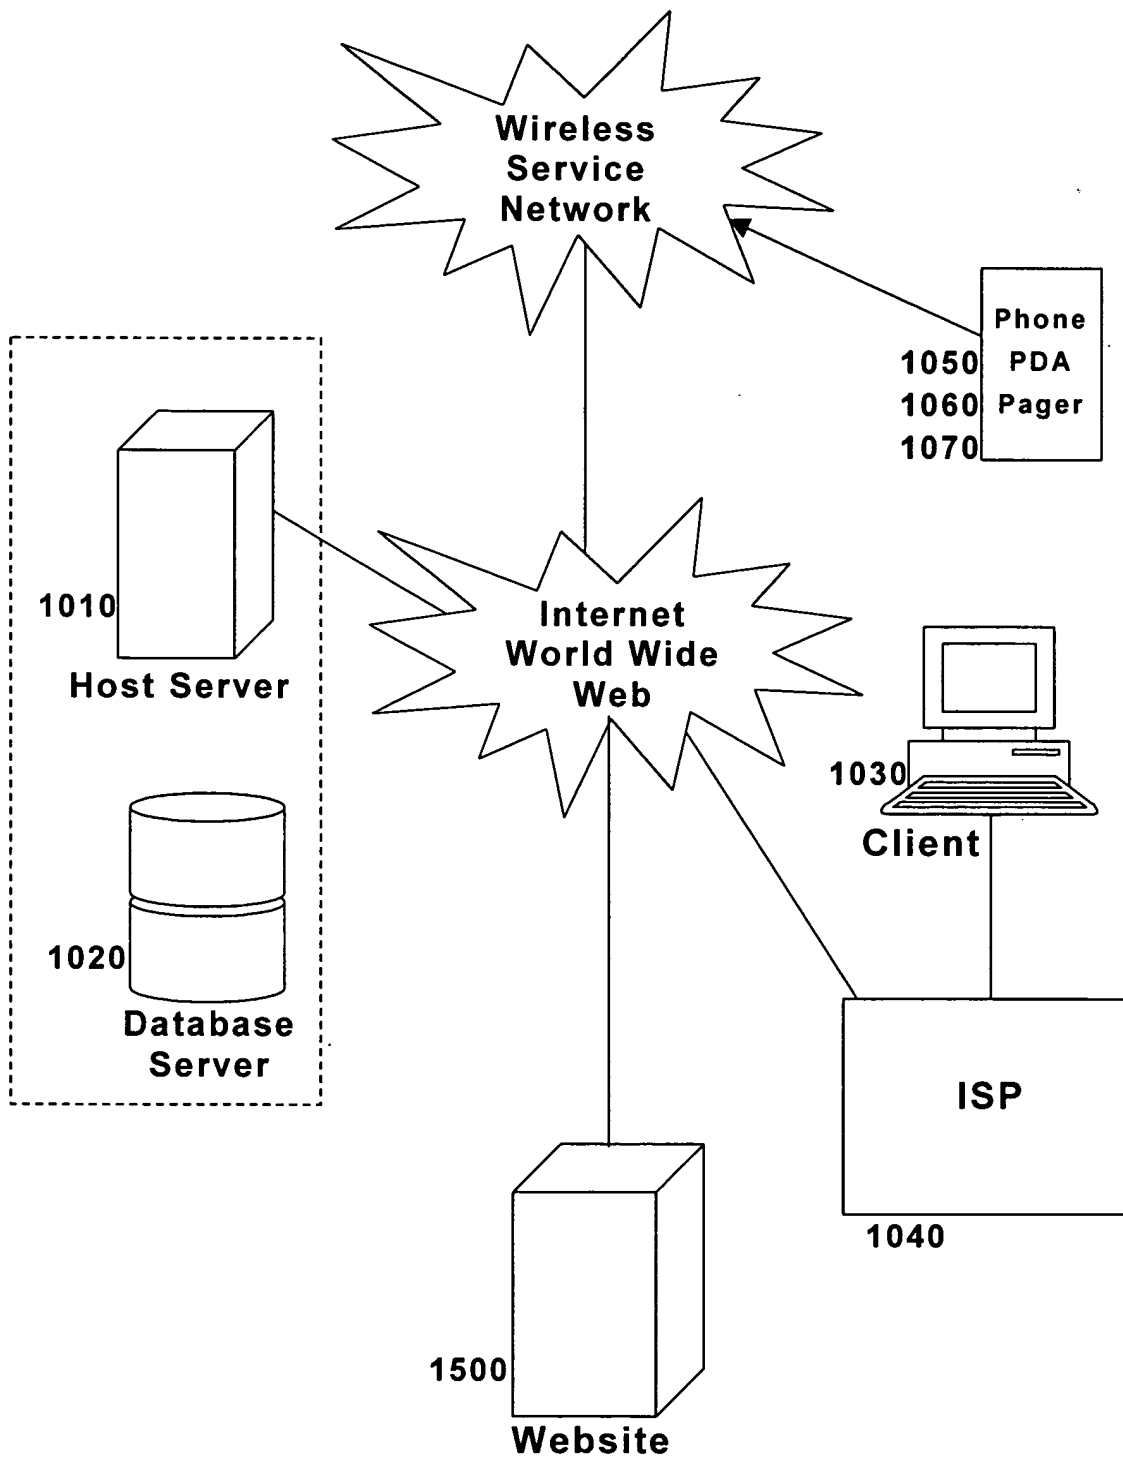 Wireless
Service
Network
Phone
1050 PDA
1060 Pager
1070
Internet
World Wide
Web
1010
Host Server
1030
Client
1020
Database
Server
ISP
1040
1500
Website